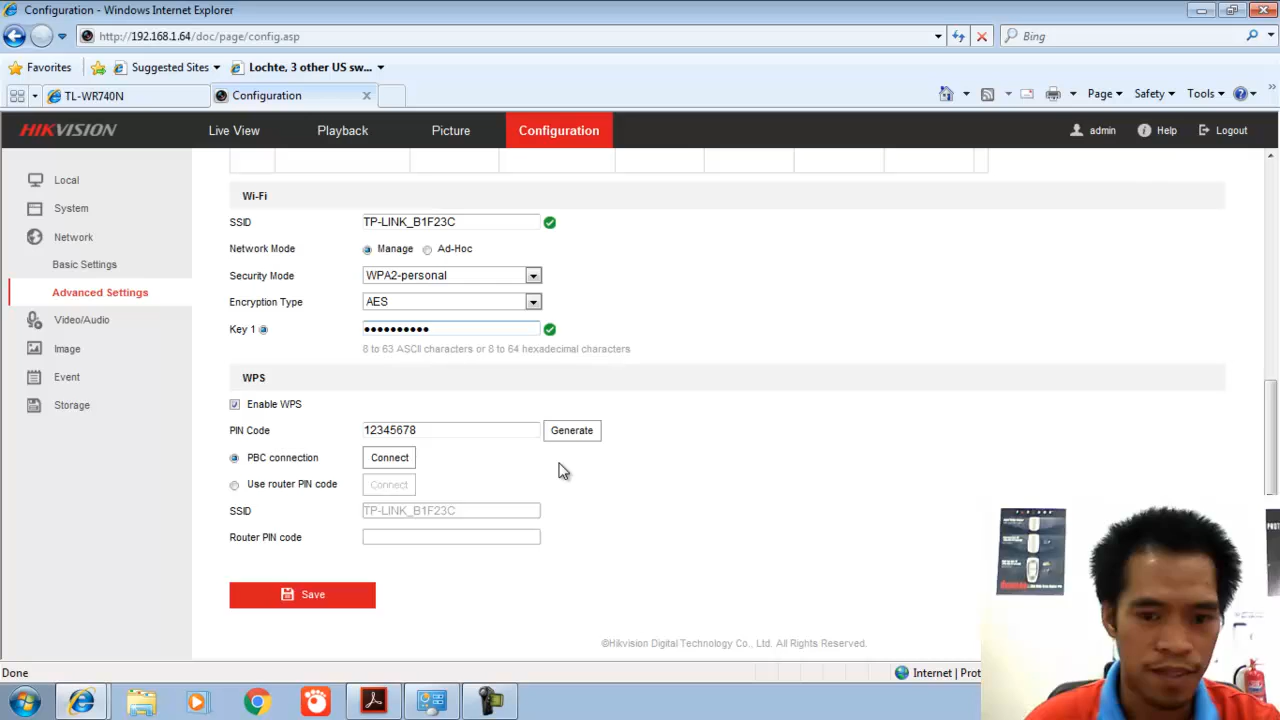 Configuration - Windows Internet Explorer
http://192.168.1.64/doc/page/config.asp
Bing
Favorites
Suggested Sites
Lochte, 3 other US sw...
TL-WR740N
Configuration
Page
Safety
Tools
HIKVISION
Live View
Playback
Picture
Configuration
admin
Help
Logout
Local
System
Network
Basic Settings
Advanced Settings
Video/Audio
Image
Event
Storage
Wi-Fi
SSID TP-LINK_B1F23C
Network Mode Manage Ad-Hoc
Security Mode WPA2-personal
Encryption Type AES
Key 1 ••••••••••
8 to 63 ASCII characters or 8 to 64 hexadecimal characters
WPS
Enable WPS
PIN Code 12345678 Generate
PBC connection Connect
Use router PIN code Connect
SSID TP-LINK_B1F23C
Router PIN code
Save
©Hikvision Digital Technology Co., Ltd. All Rights Reserved.
Done
Internet | Prot